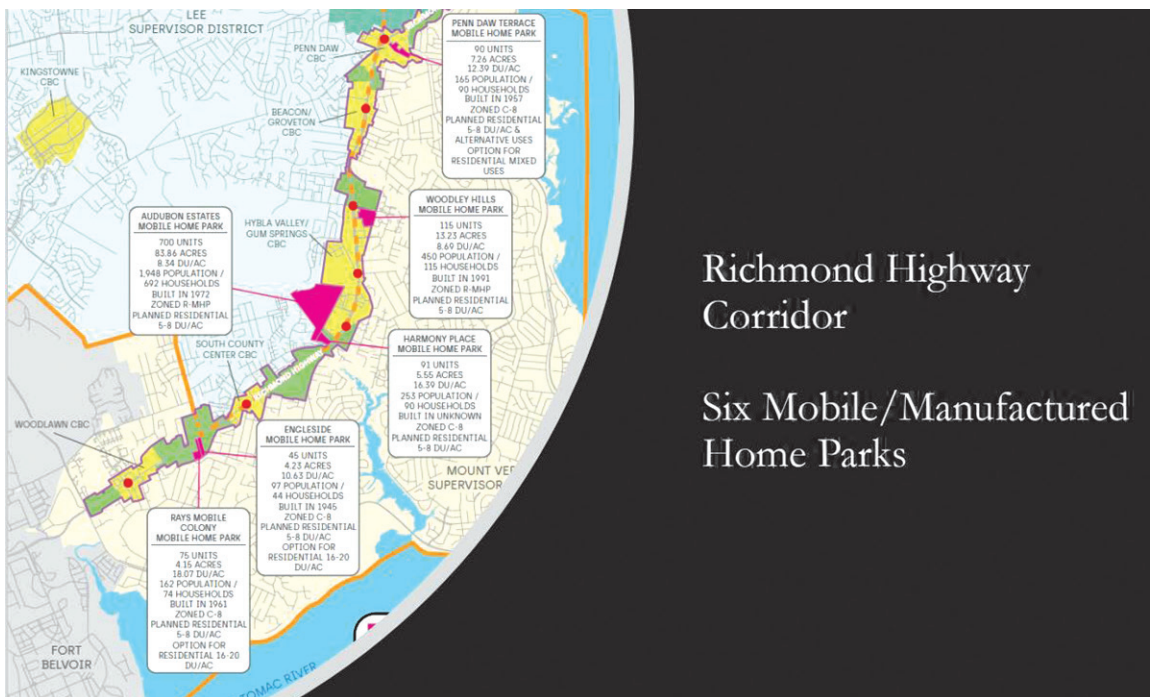 LEE
SUPERVISOR DISTRICT
PENN DAW
CBC
KINGSTOWNE
CBC
BEACON/
GROVETON
CBC
PENN DAW TERRACE
MOBILE HOME PARK
90 UNITS
7.26 ACRES
12.39 DU/AC
165 POPULATION /
90 HOUSEHOLDS
BUILT IN 1957
ZONED C-8
PLANNED RESIDENTIAL
5-8 DU/AC &
ALTERNATIVE USES
OPTION FOR
RESIDENTIAL MIXED
USES
AUDUBON ESTATES
MOBILE HOME PARK
700 UNITS
83.86 ACRES
8.34 DU/AC
1,948 POPULATION /
692 HOUSEHOLDS
BUILT IN 1972
ZONED R-MHP
PLANNED RESIDENTIAL
5-8 DU/AC
HYBLA VALLEY/
GUM SPRINGS
CBC
WOODLEY HILLS
MOBILE HOME PARK
115 UNITS
13.23 ACRES
8.69 DU/AC
450 POPULATION /
115 HOUSEHOLDS
BUILT IN 1991
ZONED R-MHP
PLANNED RESIDENTIAL
5-8 DU/AC
SOUTH COUNTY
CENTER CBC
RICHMOND HIGHWAY
HARMONY PLACE
MOBILE HOME PARK
91 UNITS
5.55 ACRES
16.39 DU/AC
253 POPULATION /
90 HOUSEHOLDS
BUILT IN UNKNOWN
ZONED C-8
PLANNED RESIDENTIAL
5-8 DU/AC
WOODLAWN CBC
ENGLESIDE
MOBILE HOME PARK
45 UNITS
4.23 ACRES
10.63 DU/AC
97 POPULATION /
44 HOUSEHOLDS
BUILT IN 1945
ZONED C-8
PLANNED RESIDENTIAL
5-8 DU/AC
OPTION FOR
RESIDENTIAL 16-20
DU/AC
MOUNT VER
SUPERVISOR
RAYS MOBILE
COLONY
MOBILE HOME PARK
75 UNITS
4.15 ACRES
18.07 DU/AC
162 POPULATION /
74 HOUSEHOLDS
BUILT IN 1961
ZONED C-8
PLANNED RESIDENTIAL
5-8 DU/AC
OPTION FOR
RESIDENTIAL 16-20
DU/AC
FORT
BELVOIR
TOMAC RIVER
Richmond Highway
Corridor
Six Mobile/Manufactured
Home Parks